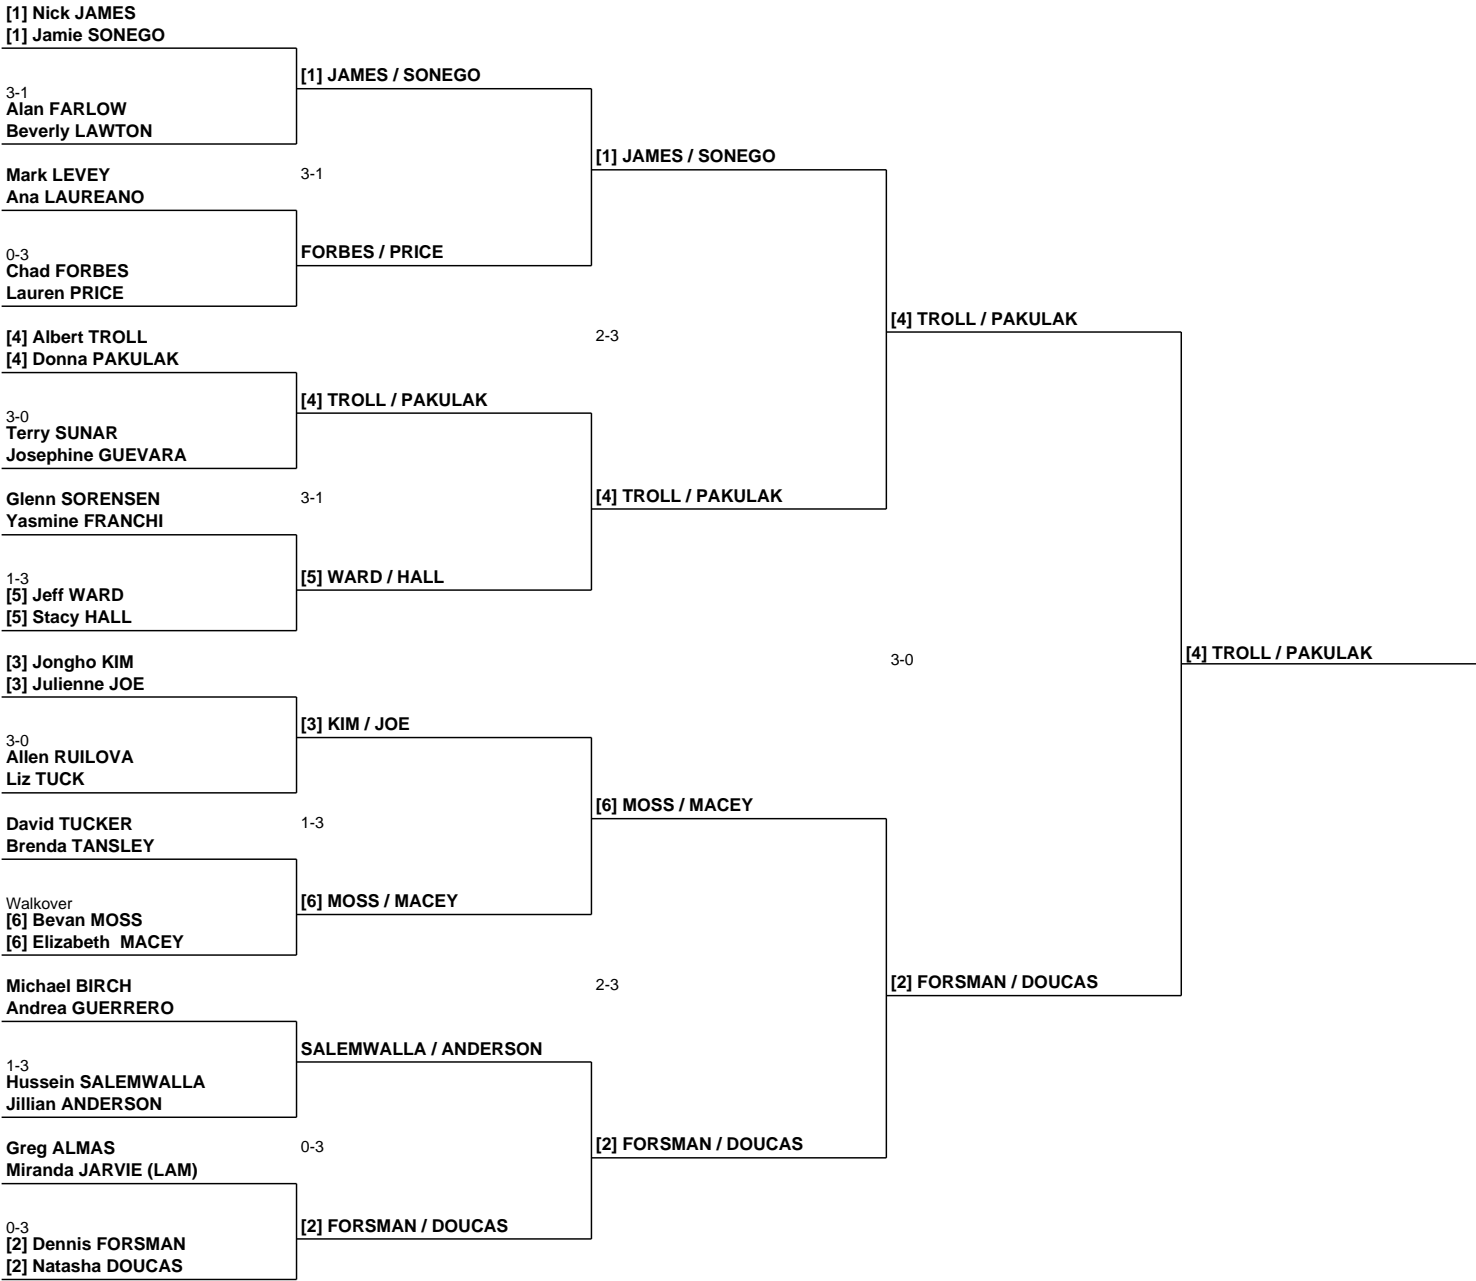 [1] Nick JAMES
[1] Jamie SONEGO
[1] JAMES / SONEGO
3-1
Alan FARLOW
Beverly LAWTON
[1] JAMES / SONEGO
Mark LEVEY
3-1
Ana LAUREANO
FORBES / PRICE
0-3
Chad FORBES
Lauren PRICE
[4] TROLL / PAKULAK
[4] Albert TROLL
2-3
[4] Donna PAKULAK
[4] TROLL / PAKULAK
3-0
Terry SUNAR
Josephine GUEVARA
Glenn SORENSEN
3-1
[4] TROLL / PAKULAK
Yasmine FRANCHI
[5] WARD / HALL
1-3
[5] Jeff WARD
[5] Stacy HALL
[4] TROLL / PAKULAK
[3] Jongho KIM
3-0
[3] Julienne JOE
[3] KIM / JOE
3-0
Allen RUILOVA
Liz TUCK
[6] MOSS / MACEY
David TUCKER
1-3
Brenda TANSLEY
[6] MOSS / MACEY
Walkover
[6] Bevan MOSS
[6] Elizabeth  MACEY
[2] FORSMAN / DOUCAS
Michael BIRCH
2-3
Andrea GUERRERO
SALEMWALLA / ANDERSON
1-3
Hussein SALEMWALLA
Jillian ANDERSON
[2] FORSMAN / DOUCAS
Greg ALMAS
0-3
Miranda JARVIE (LAM)
[2] FORSMAN / DOUCAS
0-3
[2] Dennis FORSMAN
[2] Natasha DOUCAS